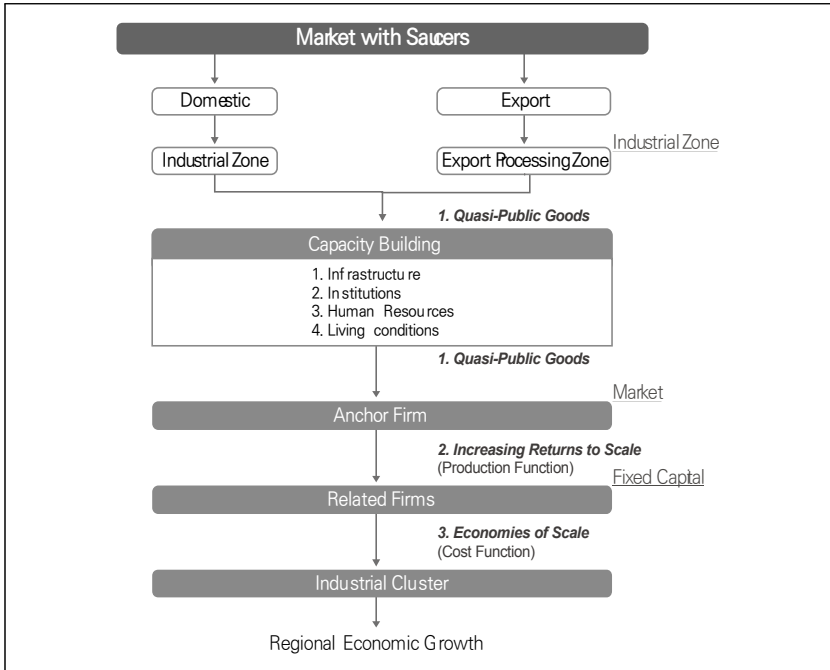 Market with Saucers
Domestic
Export
Industrial Zone
Export Processing Zone
Industrial Zone
1. Quasi-Public Goods
Capacity Building
1. Infrastructure
2. Institutions
3. Human Resources
4. Living conditions
1. Quasi-Public Goods
Market
Anchor Firm
2. Increasing Returns to Scale
(Production Function)
Fixed Capital
Related Firms
3. Economies of Scale
(Cost Function)
Industrial Cluster
Regional Economic Growth